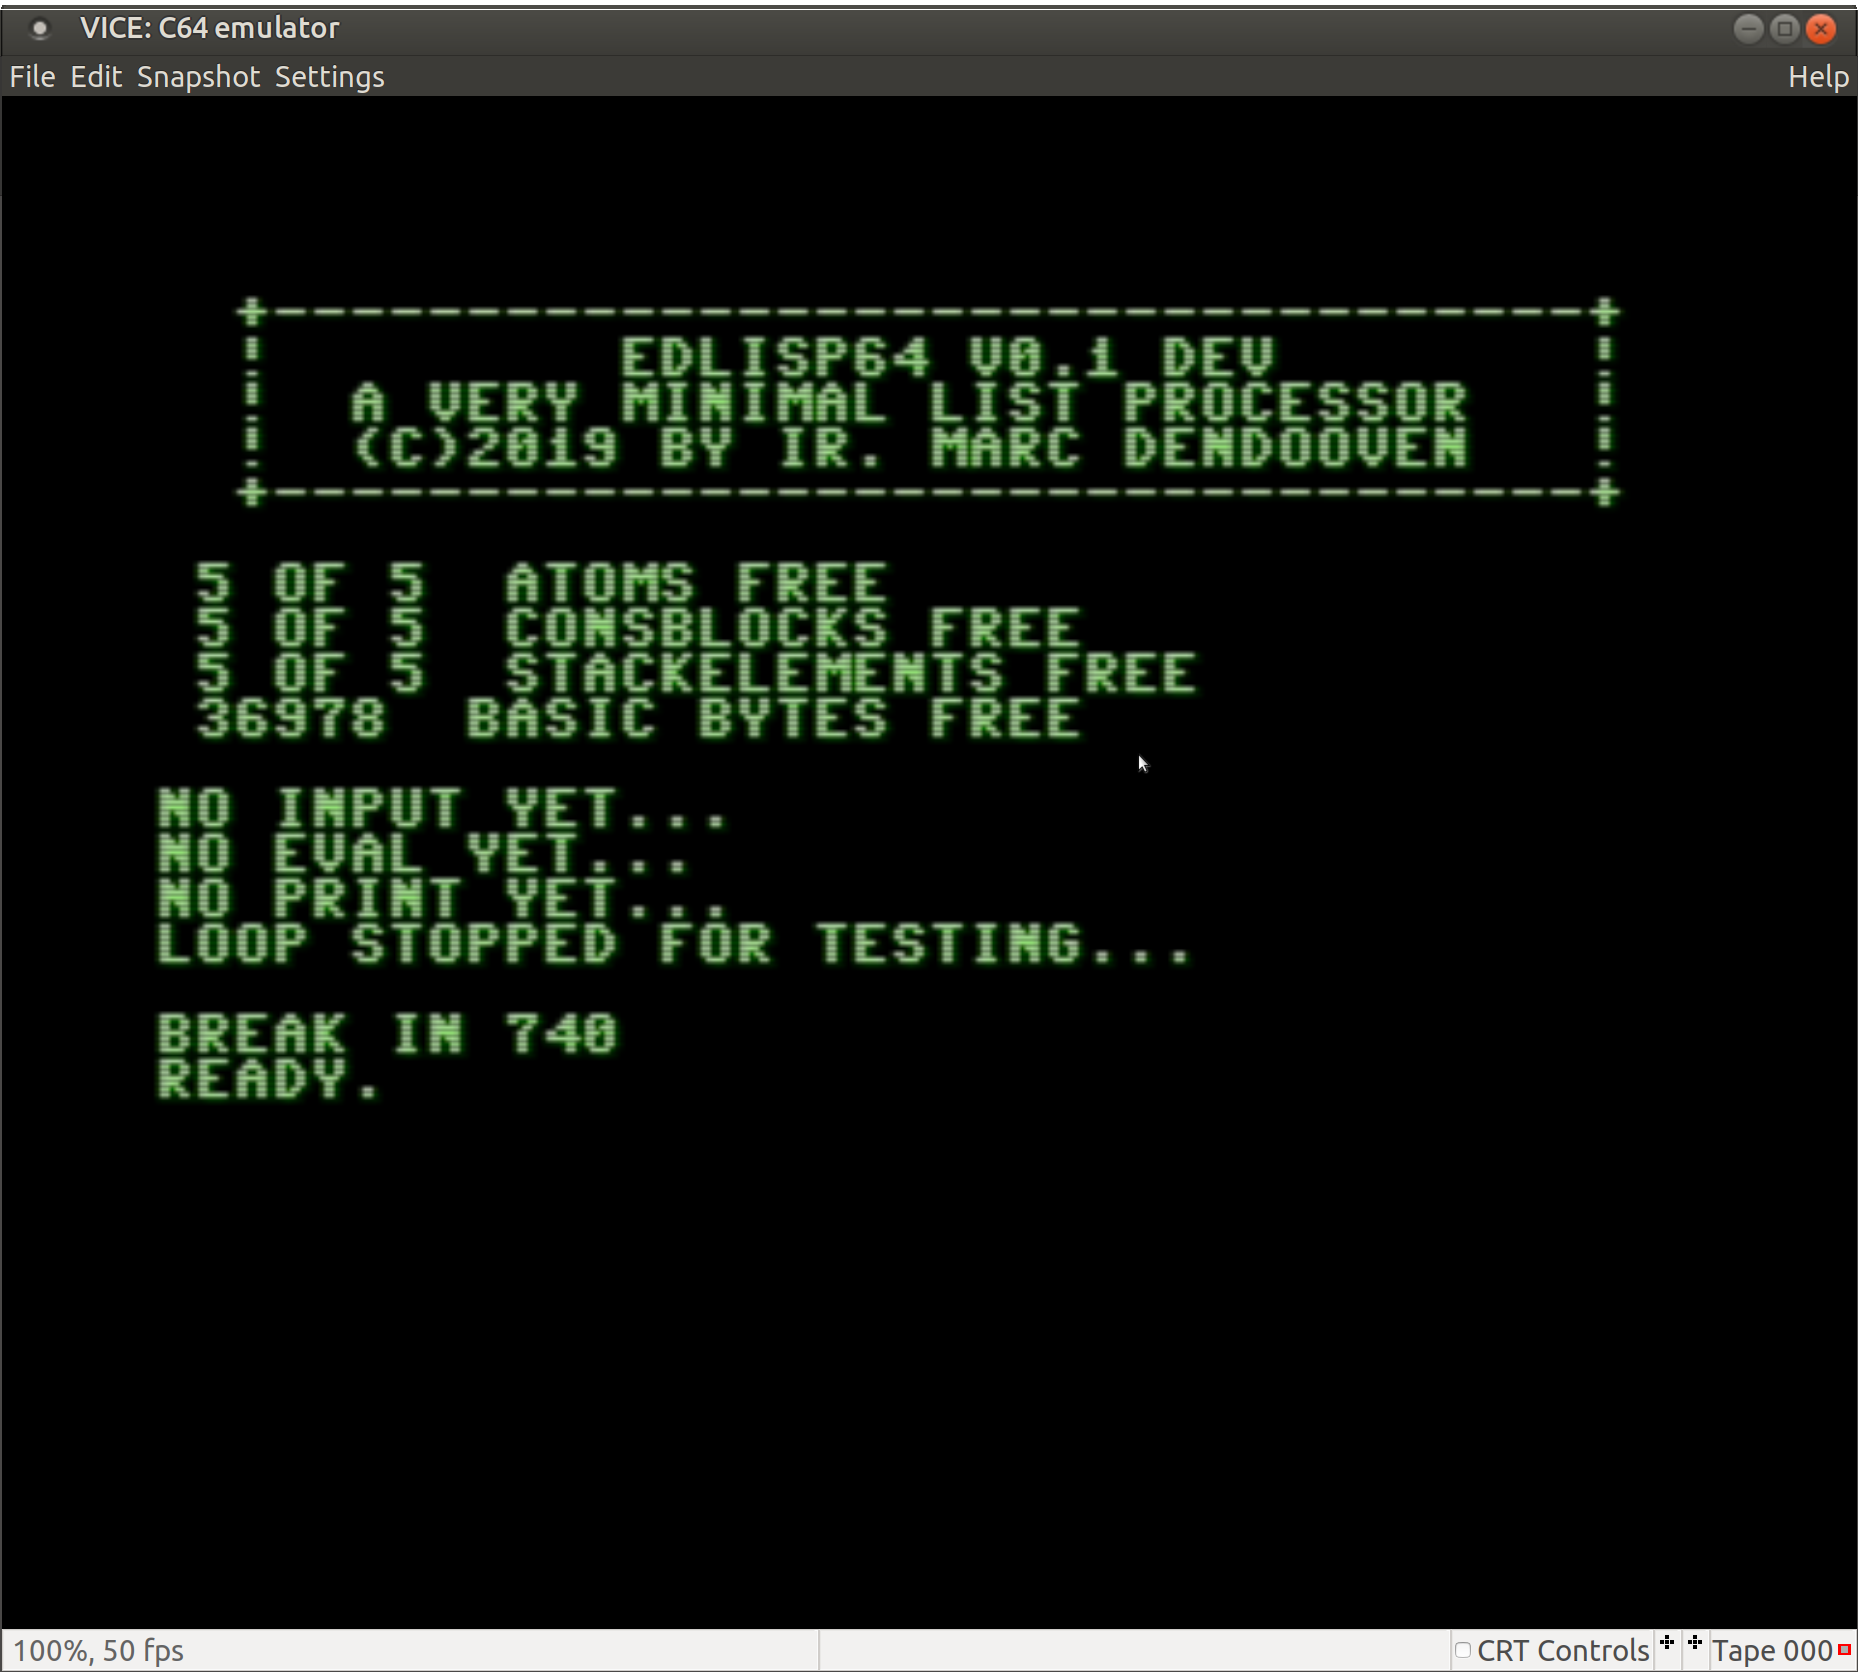 VICE: C64 emulator
File Edit Snapshot Settings Help
+-----------------------------------+
! EDLISP64 V0.1 DEV !
! A VERY MINIMAL LIST PROCESSOR !
! (C)2019 BY IR. MARC DENDOOVEN !
+-----------------------------------+
5 OF 5 ATOMS FREE
5 OF 5 CONSBLOCKS FREE
5 OF 5 STACKELEMENTS FREE
36978 BASIC BYTES FREE
NO INPUT YET...
NO EVAL YET...
NO PRINT YET...
LOOP STOPPED FOR TESTING...
BREAK IN 740
READY.
100%, 50 fps CRT Controls Tape 000